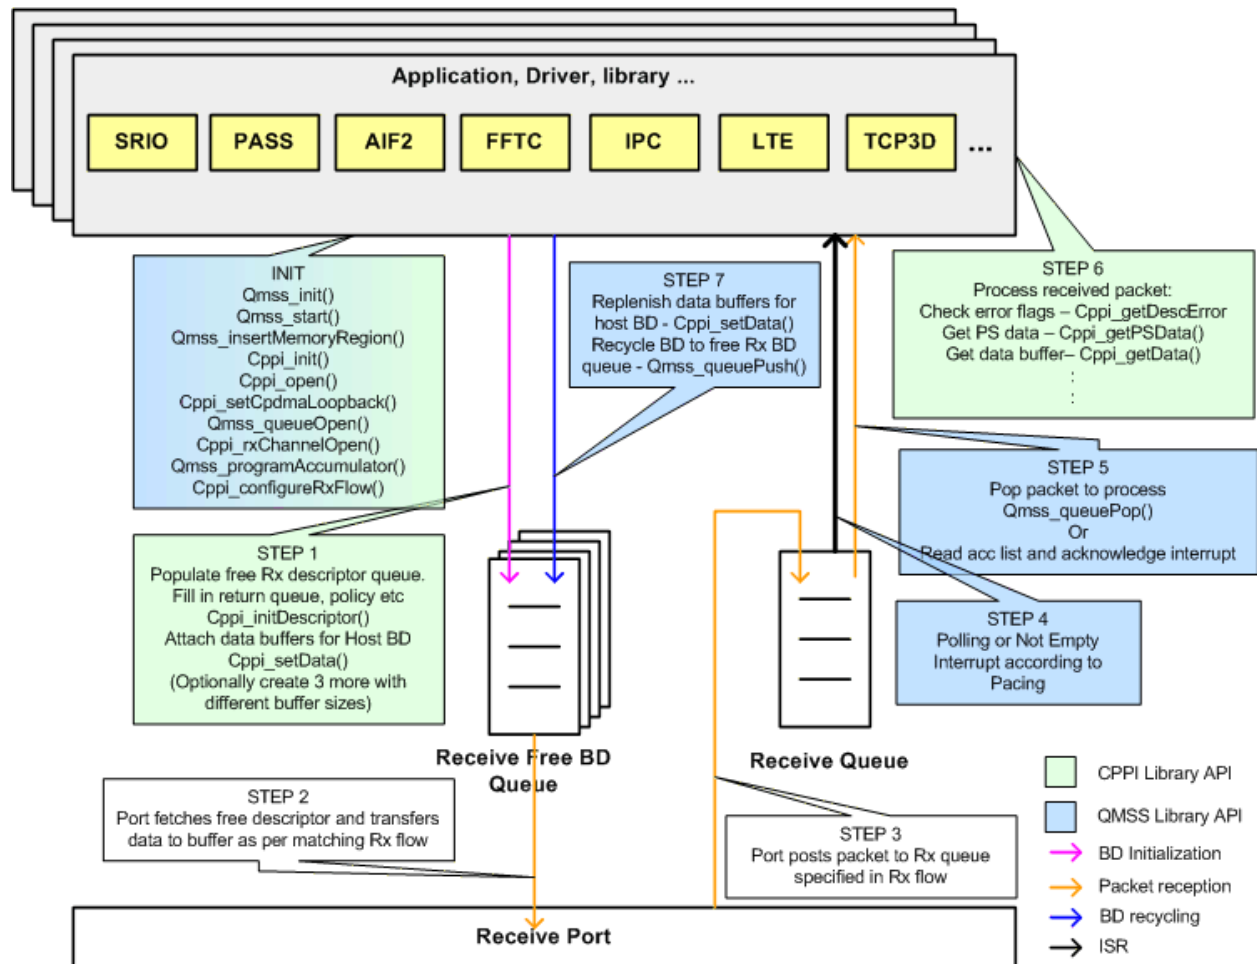 Application, Driver, library ...
SRIO
PASS
AIF2
FFTC
IPC
LTE
TCP3D
...
INIT
Qmss_init()
Qmss_start()
Qmss_insertMemoryRegion()
Cppi_init()
Cppi_open()
Cppi_setCpdmaLoopback()
Qmss_queueOpen()
Cppi_rxChannelOpen()
Qmss_programAccumulator()
Cppi_configureRxFlow()
STEP 7
Replenish data buffers for
host BD - Cppi_setData()
Recycle BD to free Rx BD
queue - Qmss_queuePush()
STEP 6
Process received packet:
Check error flags – Cppi_getDescError
Get PS data – Cppi_getPSData()
Get data buffer– Cppi_getData()
:
:
STEP 5
Pop packet to process
Qmss_queuePop()
Or
Read acc list and acknowledge interrupt
STEP 1
Populate free Rx descriptor queue.
Fill in return queue, policy etc
Cppi_initDescriptor()
Attach data buffers for Host BD
Cppi_setData()
(Optionally create 3 more with
different buffer sizes)
STEP 4
Polling or Not Empty
Interrupt according to
Pacing
Receive Free BD
Queue
Receive Queue
STEP 2
Port fetches free descriptor and transfers
data to buffer as per matching Rx flow
STEP 3
Port posts packet to Rx queue
specified in Rx flow
CPPI Library API
QMSS Library API
BD Initialization
Packet reception
BD recycling
ISR
Receive Port